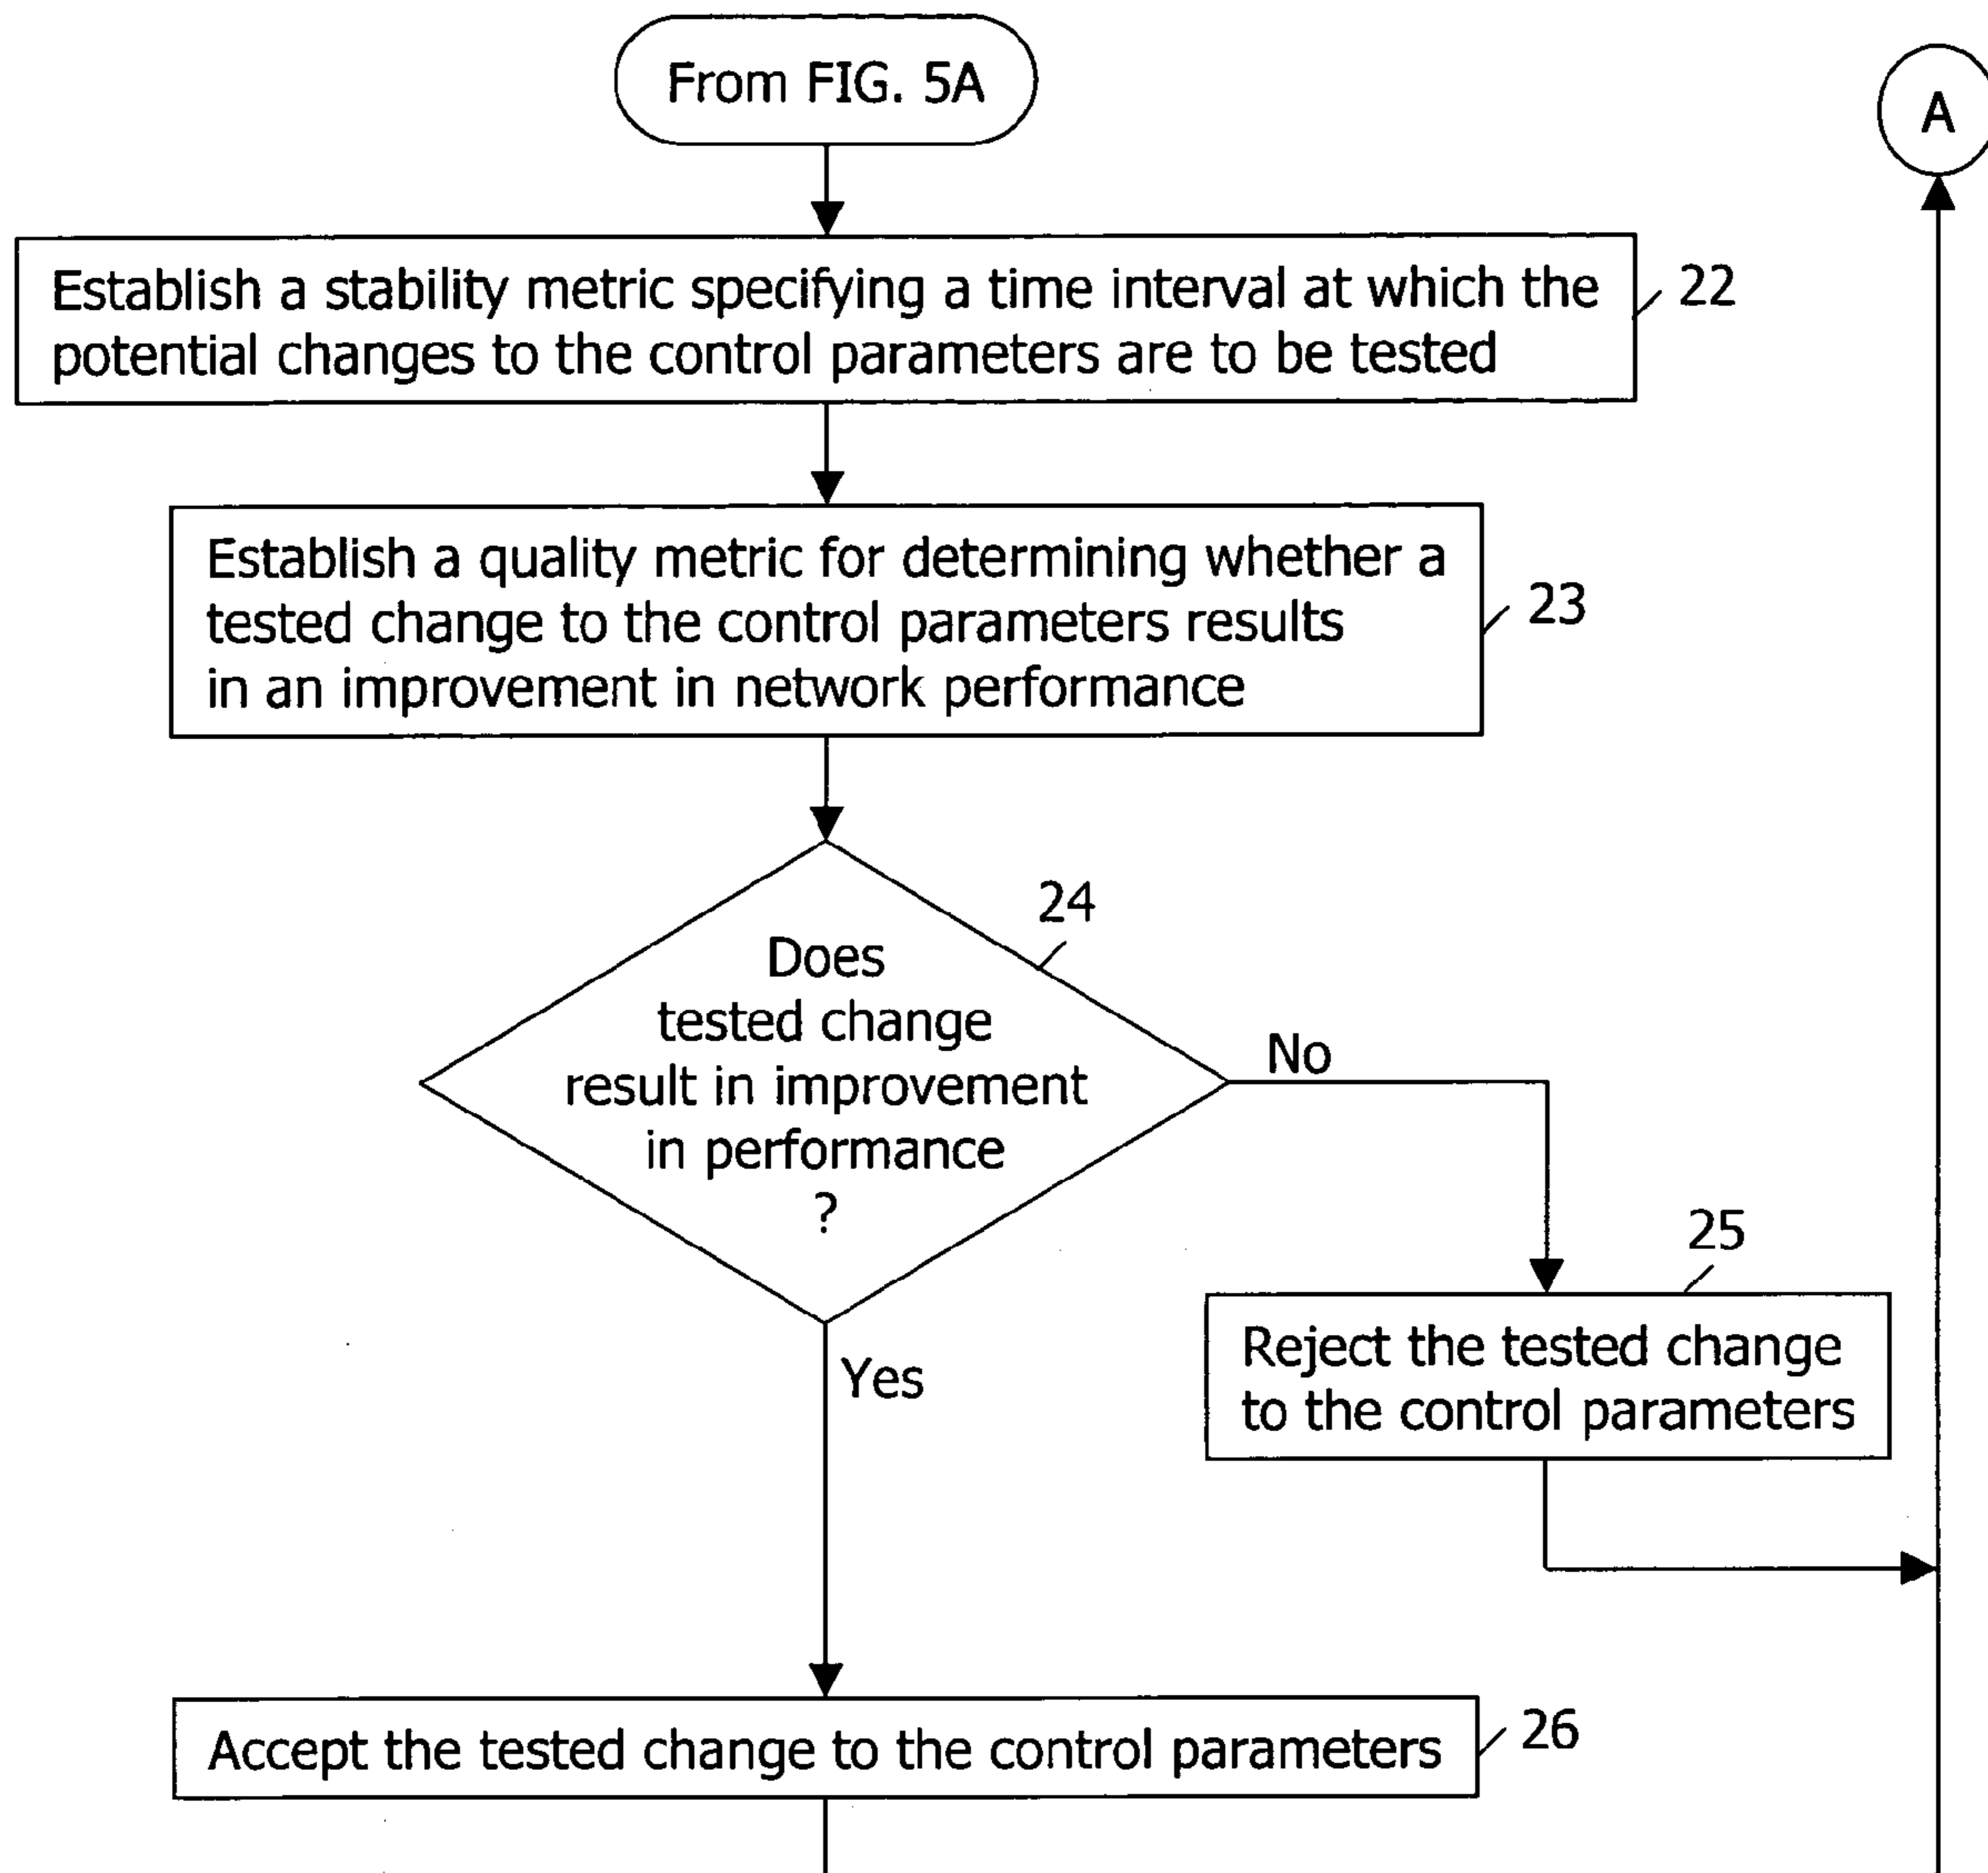 From FIG. 5A
A
Establish a stability metric specifying a time interval at which the
potential changes to the control parameters are to be tested
22
Establish a quality metric for determining whether a
tested change to the control parameters results
in an improvement in network performance
23
24
Does
tested change
result in improvement
in performance
?
No
Yes
25
Reject the tested change
to the control parameters
Accept the tested change to the control parameters
26